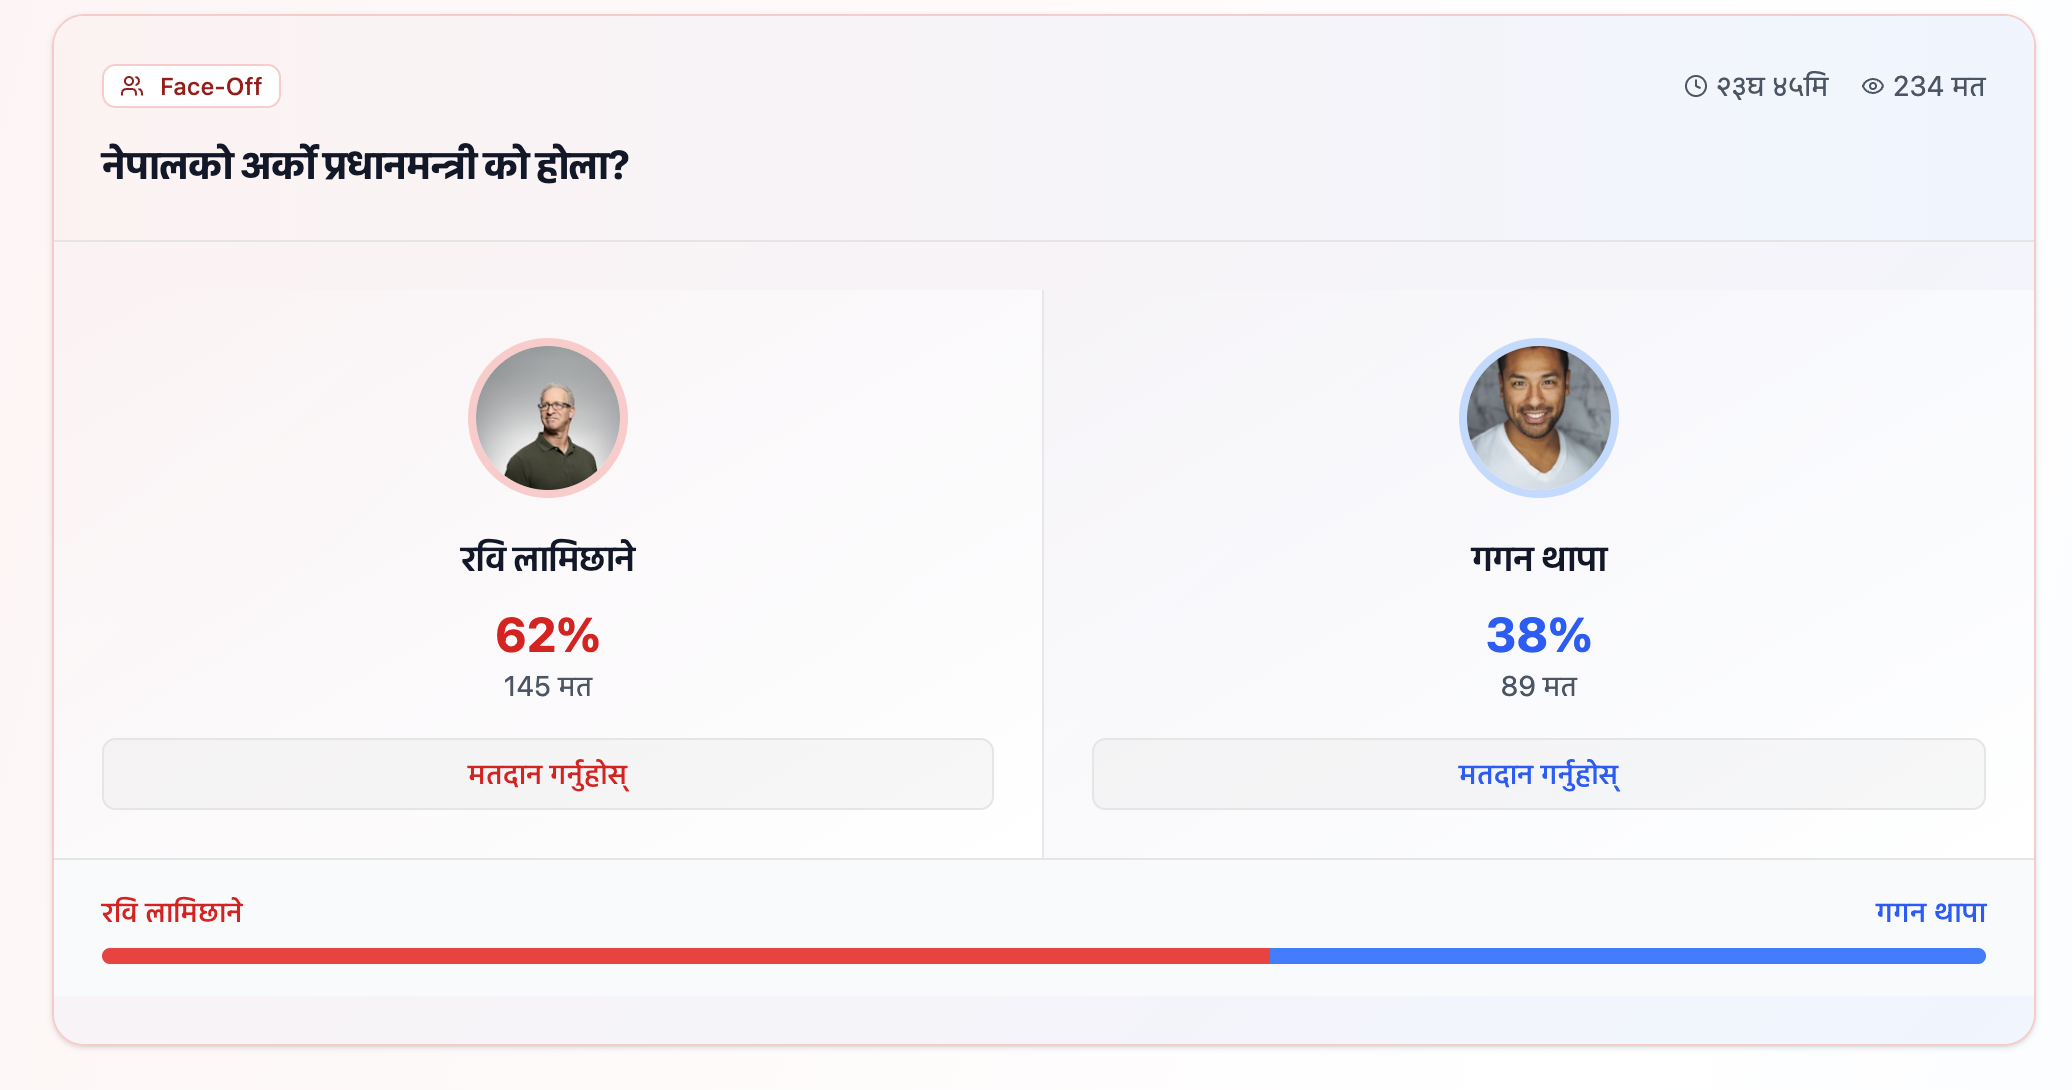 Face-Off
२३घ ४५मि 234 मत
नेपालको अर्को प्रधानमन्त्री को होला?
रवि लामिछाने
62%
145 मत
मतदान गर्नुहोस्
गगन थापा
38%
89 मत
मतदान गर्नुहोस्
रवि लामिछाने
गगन थापा